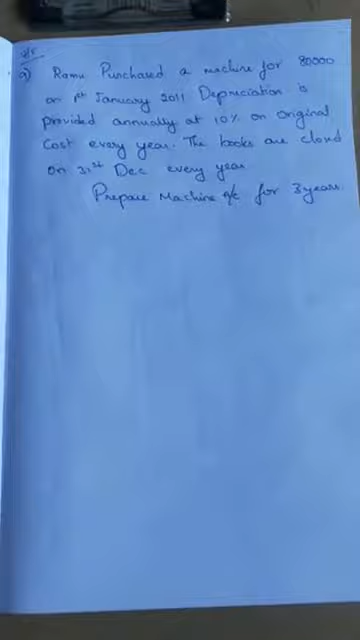 a) Ramu Purchased a machine for 80000
on 1st January 2011 Depreciation is
provided annually at 10% on original
Cost every year. The books are closed
on 31st Dec every year
Prepare Machine a/c for 3 years.